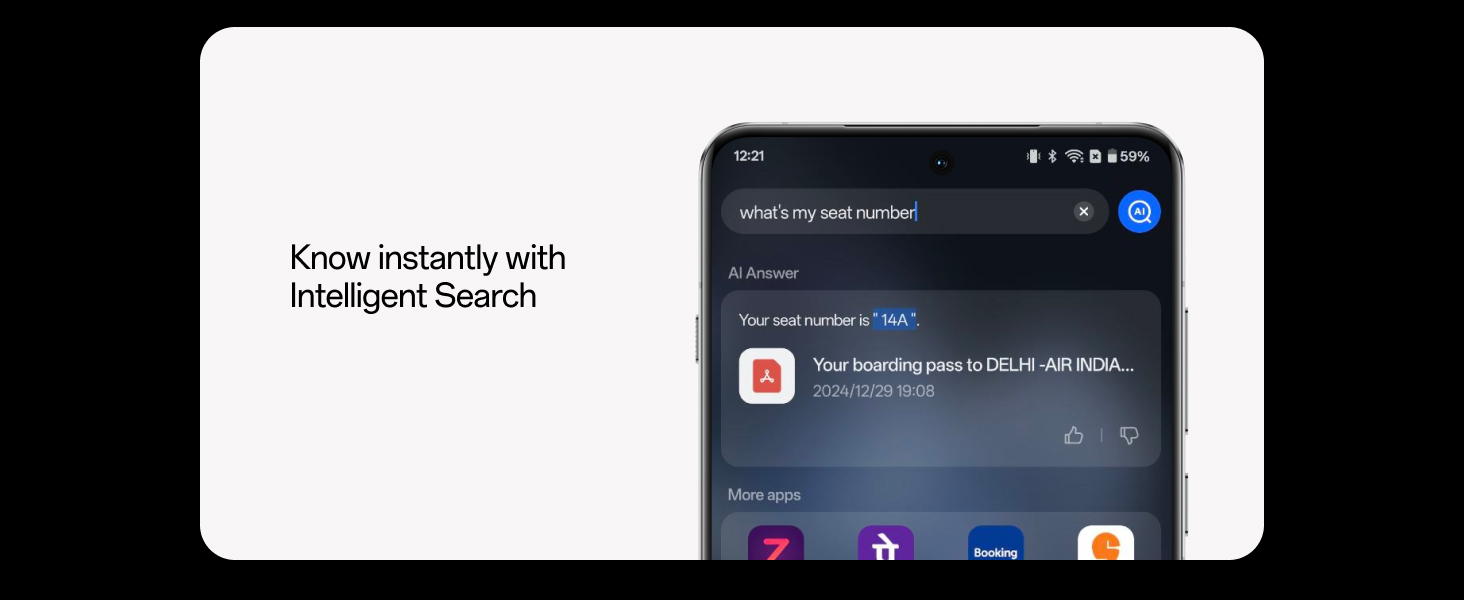 Know instantly with
Intelligent Search
12:21
59%
what's my seat number
AI
AI Answer
Your seat number is " 14A ".
Your boarding pass to DELHI -AIR INDIA...
2024/12/29 19:08
More apps
Z
पे
Booking